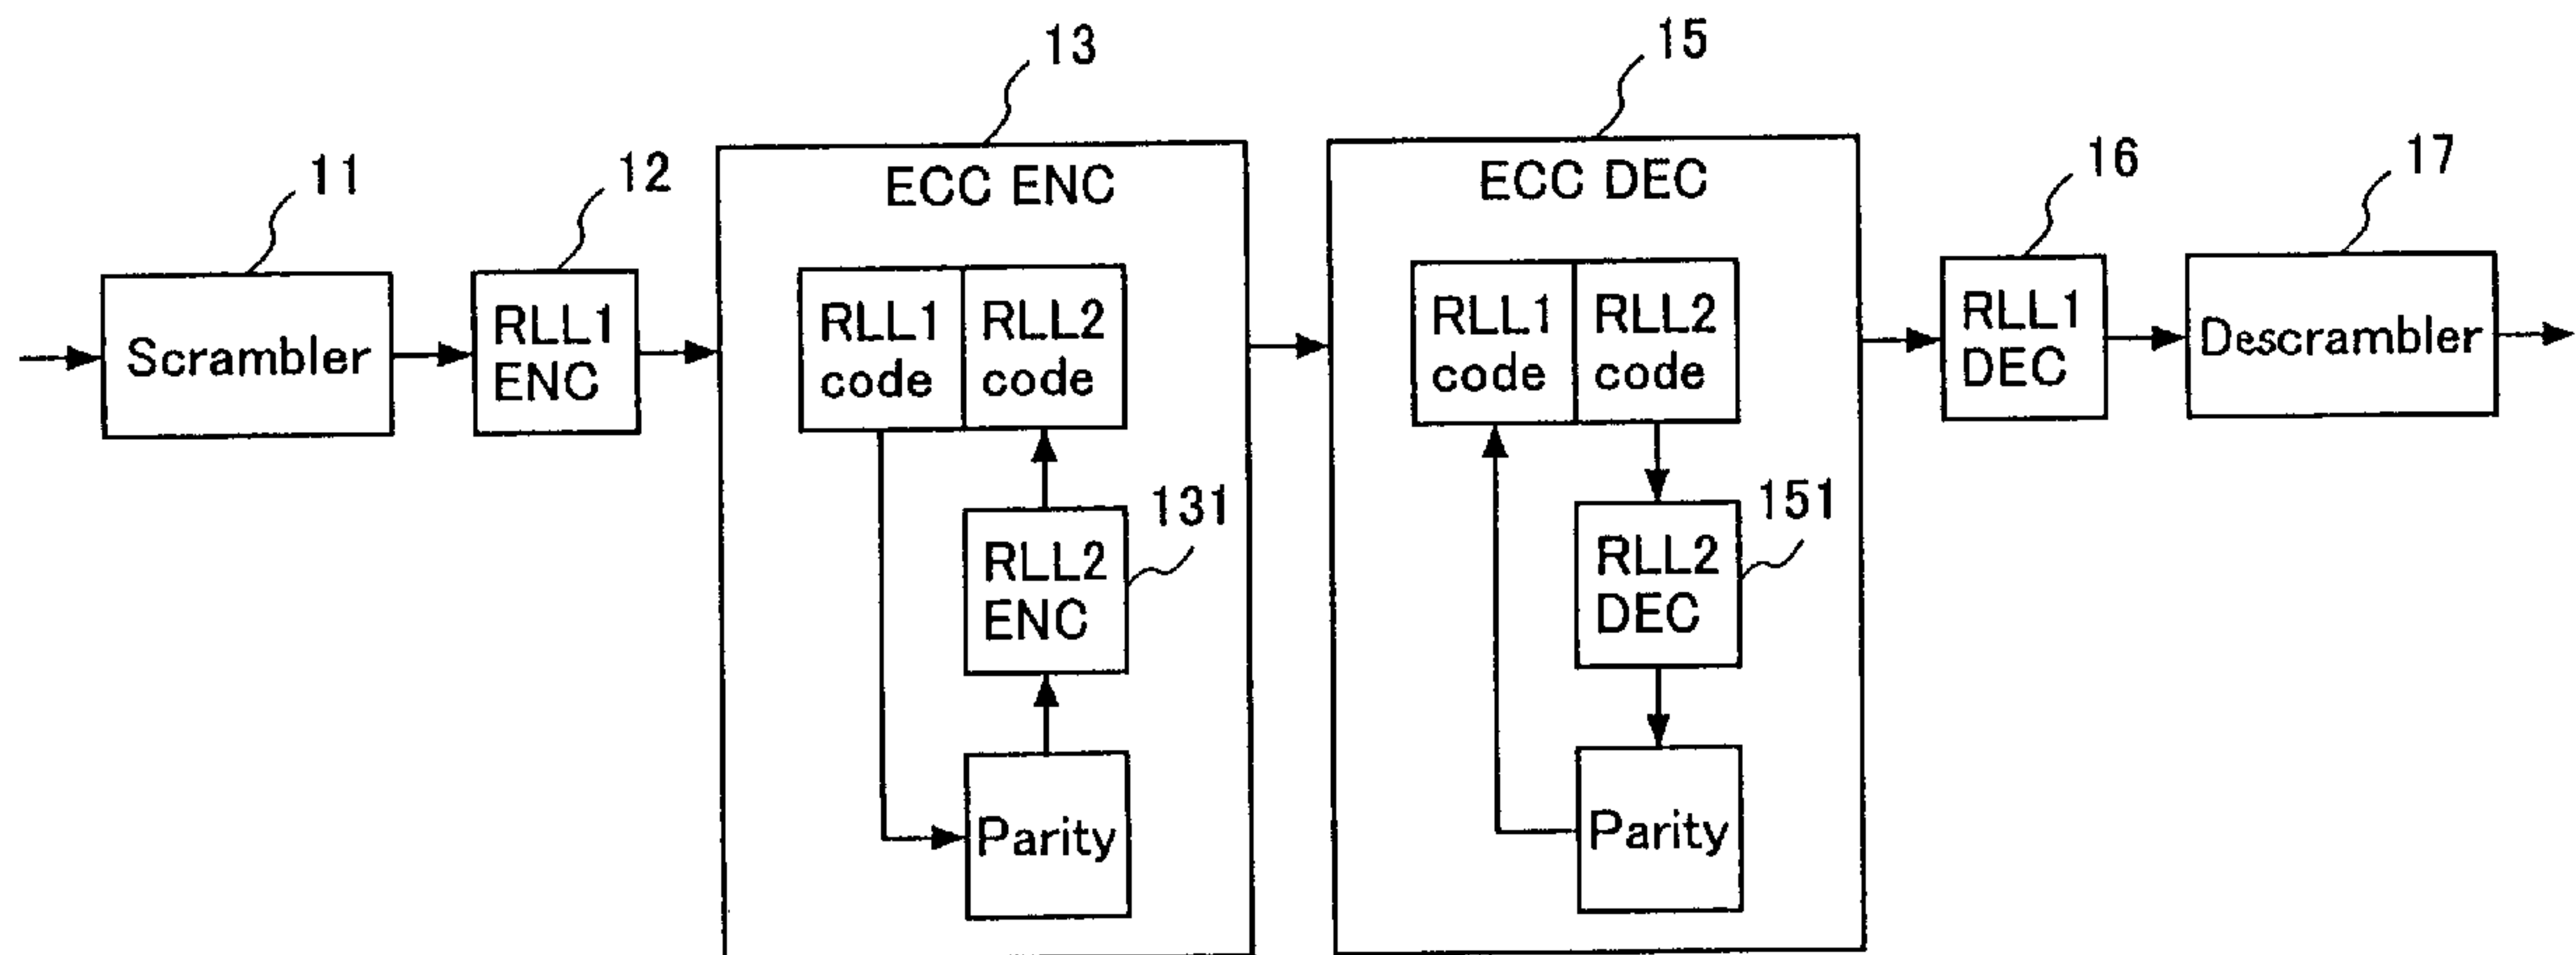 13
15
11
12
ECC ENC
ECC DEC
16
17
Scrambler
RLL1
ENC
RLL1
code
RLL2
code
RLL1
code
RLL2
code
RLL1
DEC
Descrambler
131
RLL2
ENC
151
RLL2
DEC
Parity
Parity